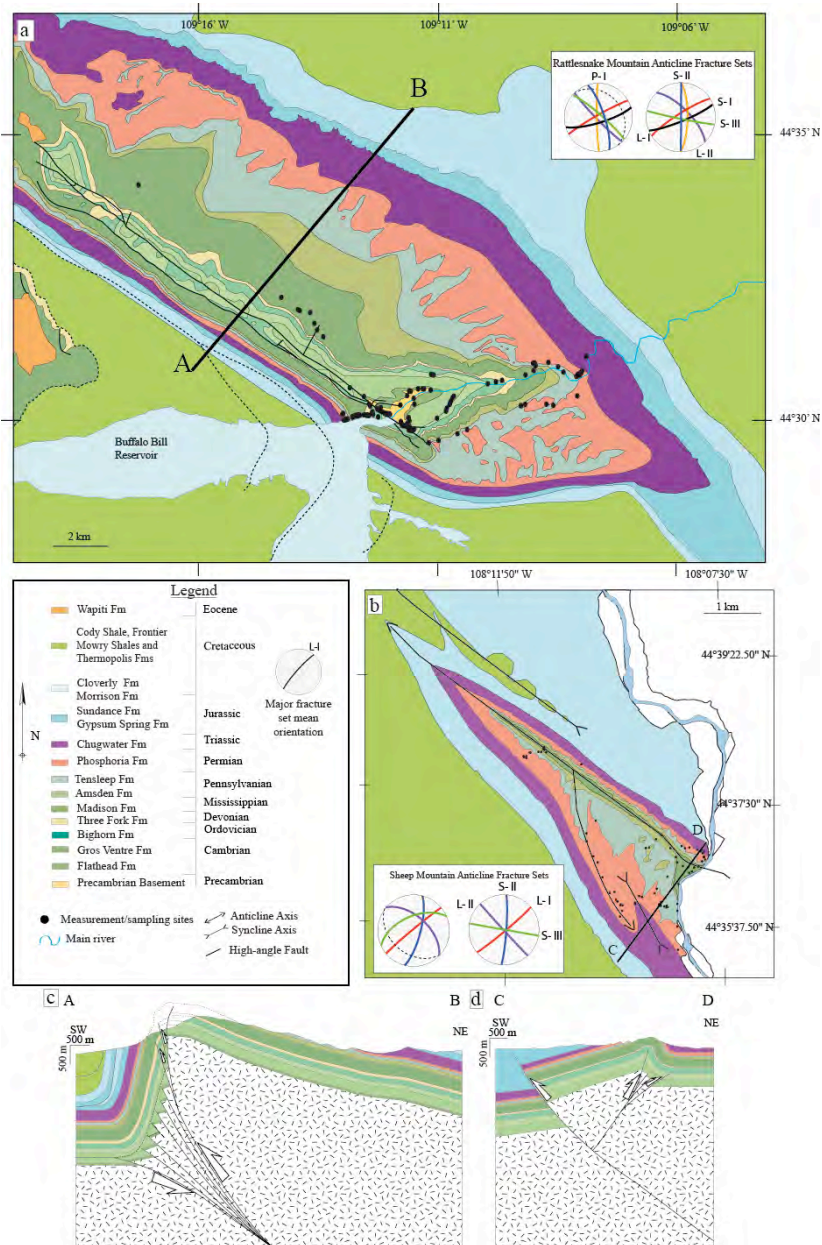 a
109°16' W
109°11' W
109°06' W
Rattlesnake Mountain Anticline Fracture Sets
P-I
S-II
S-I
S-III
L-I
L-II
B
A
44°35' N
44°30' N
Buffalo Bill
Reservoir
2 km
Legend
Wapiti Fm
Eocene
Cody Shale, Frontier
Mowry Shales and
Thermopolis Fms
Cretaceous
Cloverly Fm
Morrison Fm
Sundance Fm
Gypsum Spring Fm
Jurassic
Chugwater Fm
Triassic
Phosphoria Fm
Permian
Tensleep Fm
Pennsylvanian
Amsden Fm
Madison Fm
Mississippian
Three Fork Fm
Devonian
Bighorn Fm
Ordovician
Gros Ventre Fm
Cambrian
Flathead Fm
Precambrian Basement
Precambrian
L-I
Major fracture
set mean
orientation
N
Measurement/sampling sites
Main river
Anticline Axis
Syncline Axis
High-angle Fault
b
108°11'50" W
108°07'30" W
1 km
44°39'22.50" N
44°37'30" N
44°35'37.50" N
D
C
Sheep Mountain Anticline Fracture Sets
S-II
L-II
L-I
S-III
c
A
B
SW
500 m
500 m
NE
d
C
D
SW
500 m
500 m
NE